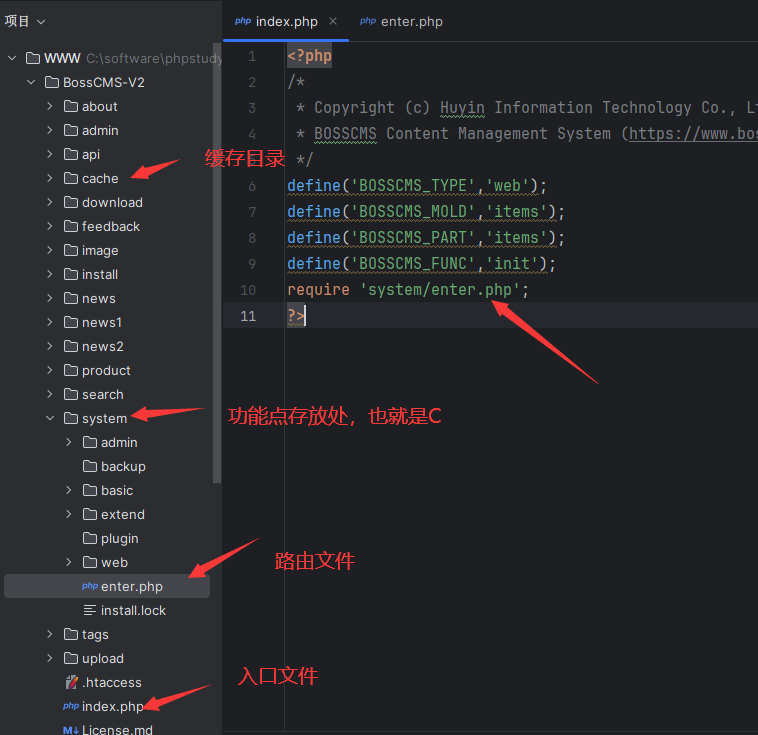 项目
php index.php ×
php enter.php
WWW C:\software\phpstudy
BossCMS-V2
about
admin
api
cache
download
feedback
image
install
news
news1
news2
product
search
system
admin
backup
basic
extend
plugin
web
php enter.php
install.lock
tags
upload
.htaccess
php index.php
M↓ License.md
缓存目录
功能点存放处，也就是C
路由文件
入口文件
1 <?php
2 /*
3 * Copyright (c) Huyin Information Technology Co., Lt
4 * BOSSCMS Content Management System (https://www.bos
*/
6 define('BOSSCMS_TYPE','web');
7 define('BOSSCMS_MOLD','items');
8 define('BOSSCMS_PART','items');
9 define('BOSSCMS_FUNC','init');
10 require 'system/enter.php';
11 ?>